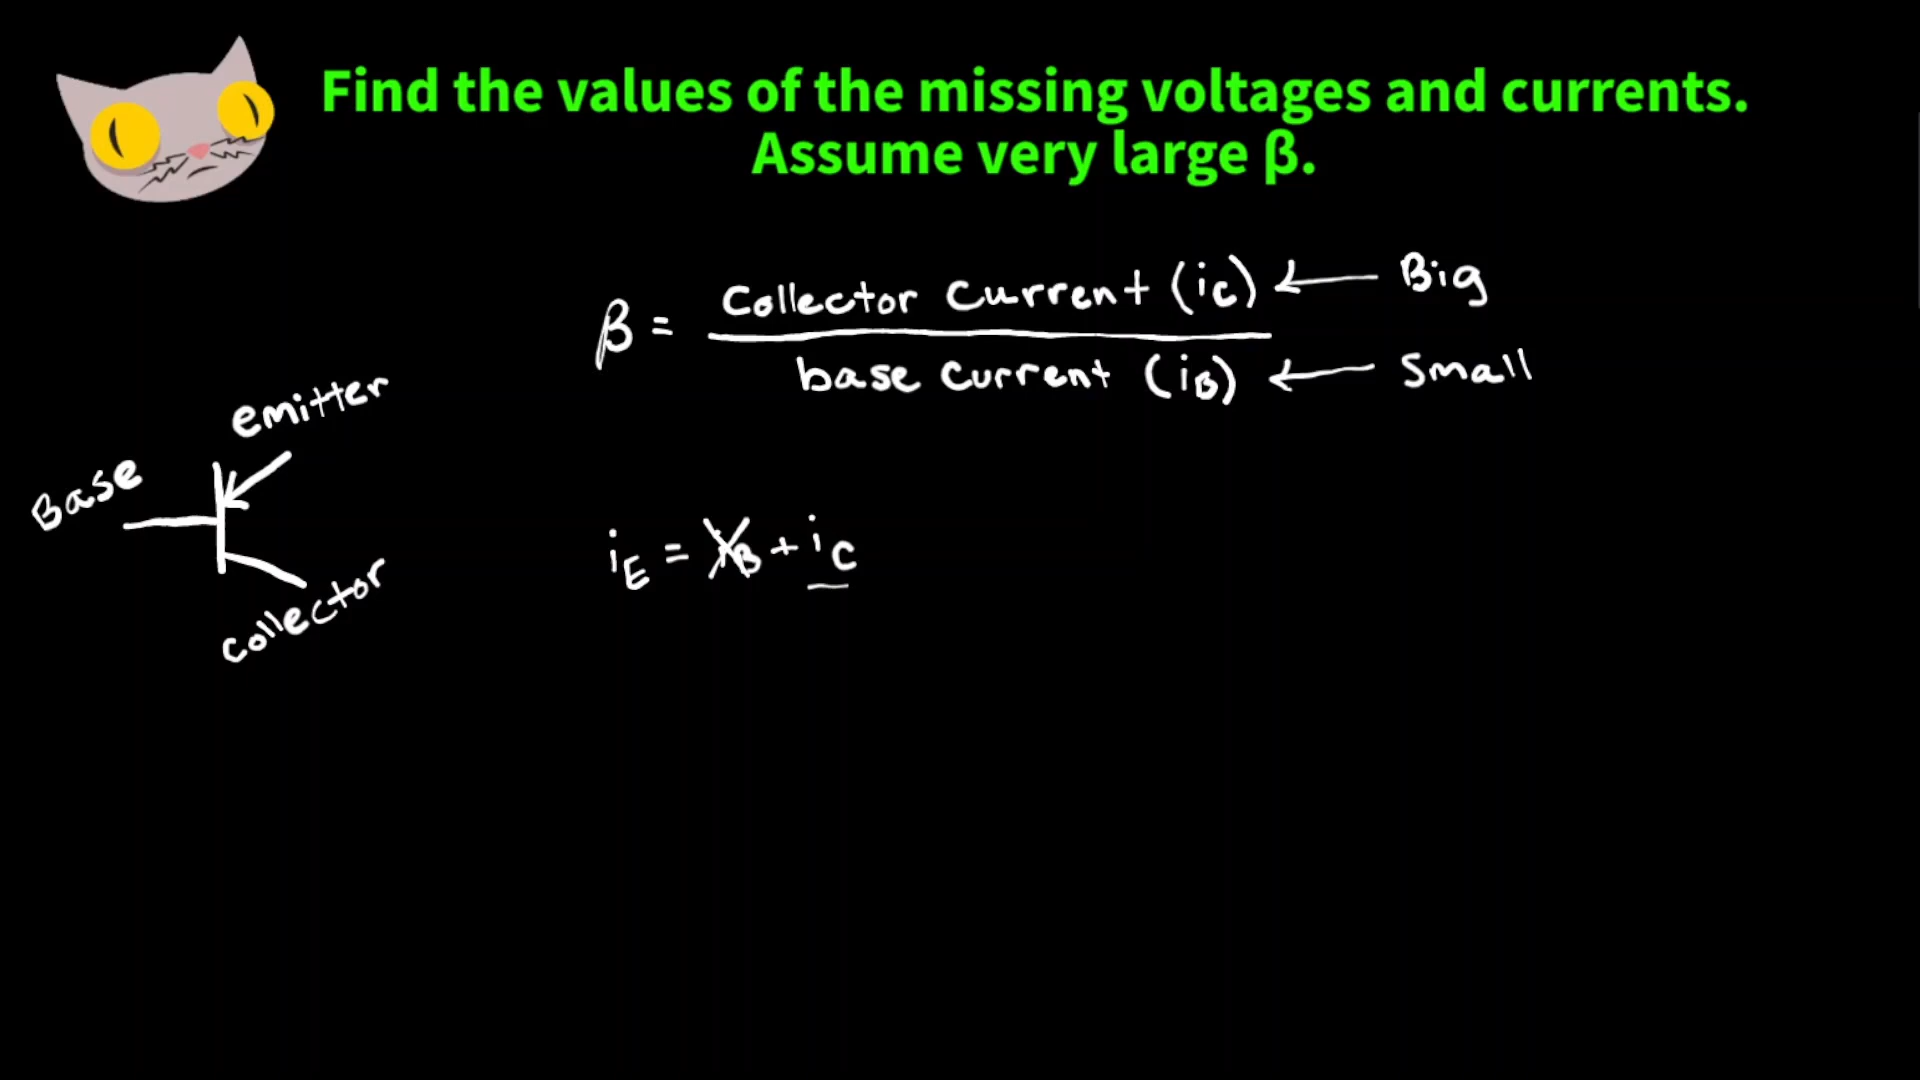 Find the values of the missing voltages and currents.
Assume very large β.
β = Collector Current (iC) ← Big
base Current (iB) ← Small
emitter
Base
collector
iE = iB + iC